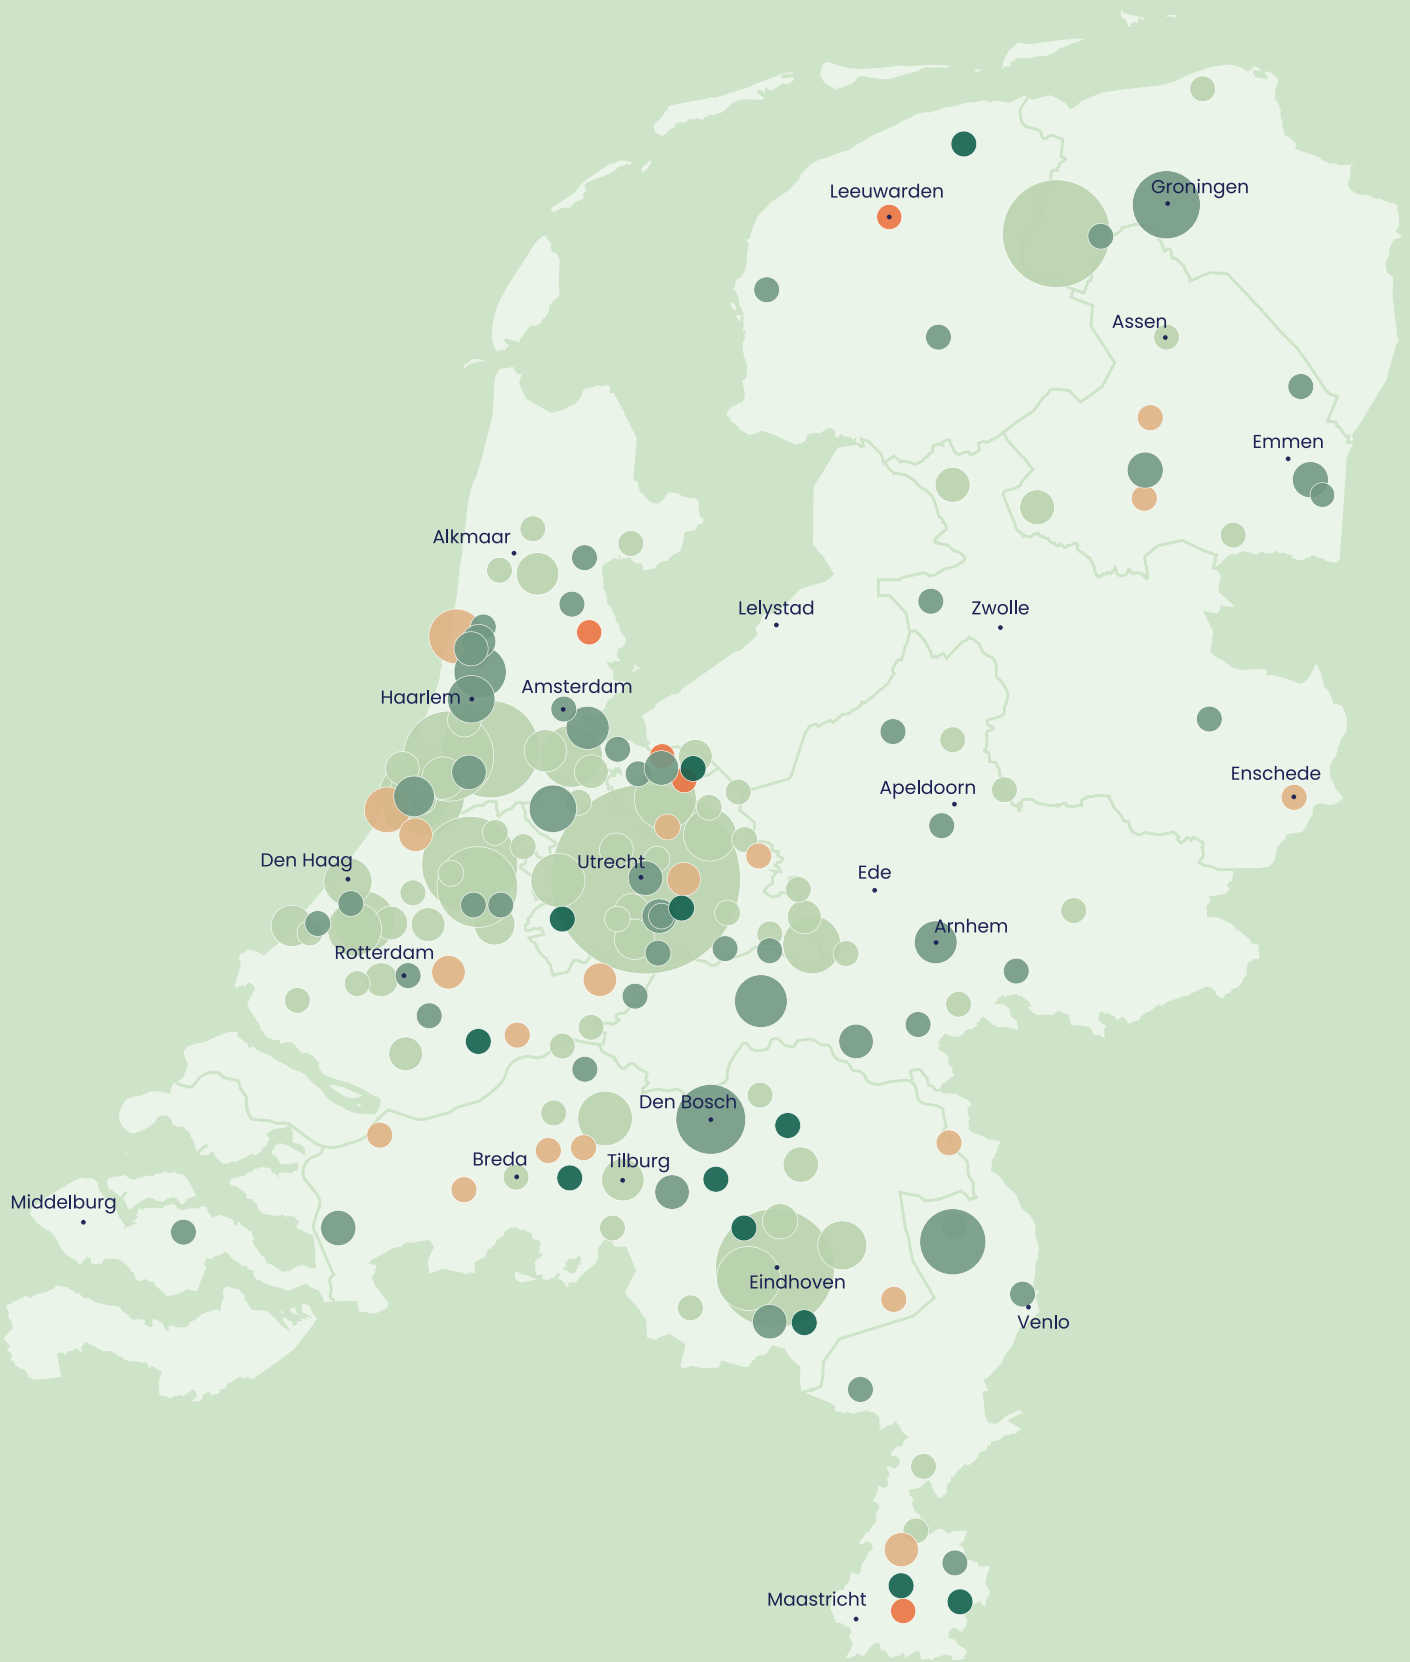 Groningen
Leeuwarden
Assen
Emmen
Alkmaar
Lelystad
Zwolle
Amsterdam
Haarlem
Enschede
Apeldoorn
Den Haag
Utrecht
Ede
Arnhem
Rotterdam
Den Bosch
Breda
Tilburg
Middelburg
Eindhoven
Venlo
Maastricht